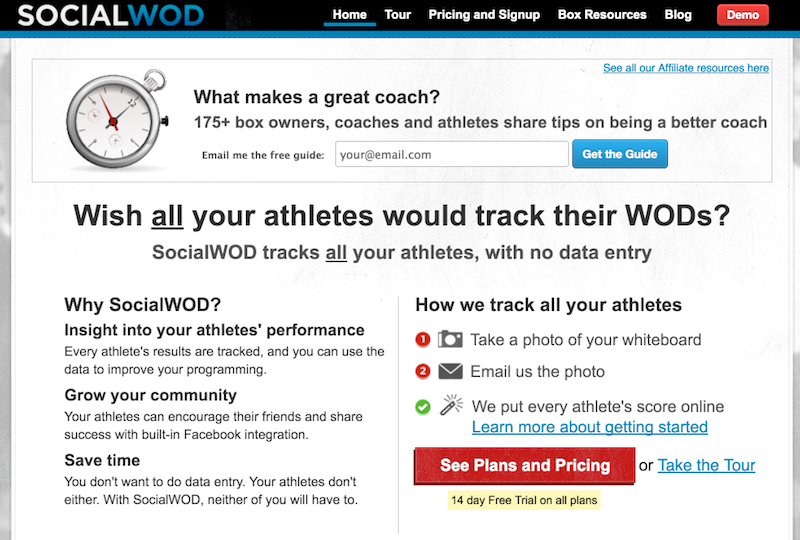 SOCIALWOD
Home Tour Pricing and Signup Box Resources Blog Demo
See all our Affiliate resources here
What makes a great coach?
175+ box owners, coaches and athletes share tips on being a better coach
Email me the free guide: your@email.com Get the Guide
Wish all your athletes would track their WODs?
SocialWOD tracks all your athletes, with no data entry
Why SocialWOD?
Insight into your athletes' performance
Every athlete's results are tracked, and you can use the
data to improve your programming.
Grow your community
Your athletes can encourage their friends and share
success with built-in Facebook integration.
Save time
You don't want to do data entry. Your athletes don't
either. With SocialWOD, neither of you will have to.
How we track all your athletes
1 Take a photo of your whiteboard
2 Email us the photo
We put every athlete's score online
Learn more about getting started
See Plans and Pricing or Take the Tour
14 day Free Trial on all plans